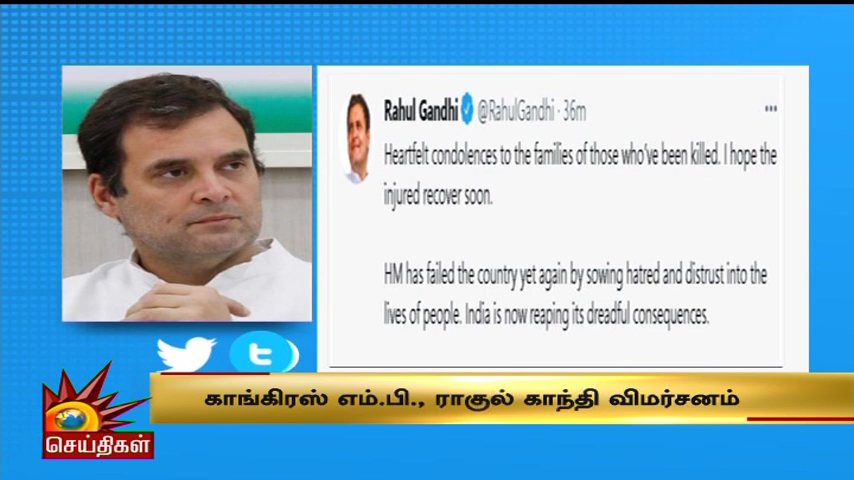 Rahul Gandhi @RahulGandhi · 36m
Heartfelt condolences to the families of those who've been killed. I hope the
injured recover soon.
HM has failed the country yet again by sowing hatred and distrust into the
lives of people. India is now reaping its dreadful consequences.
காங்கிரஸ் எம்.பி., ராகுல் காந்தி விமர்சனம்
செய்திகள்